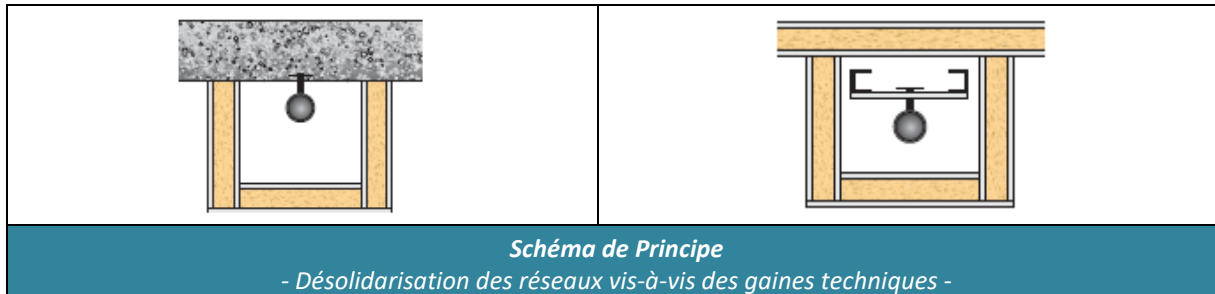 Schéma de Principe
- Désolidarisation des réseaux vis-à-vis des gaines techniques -